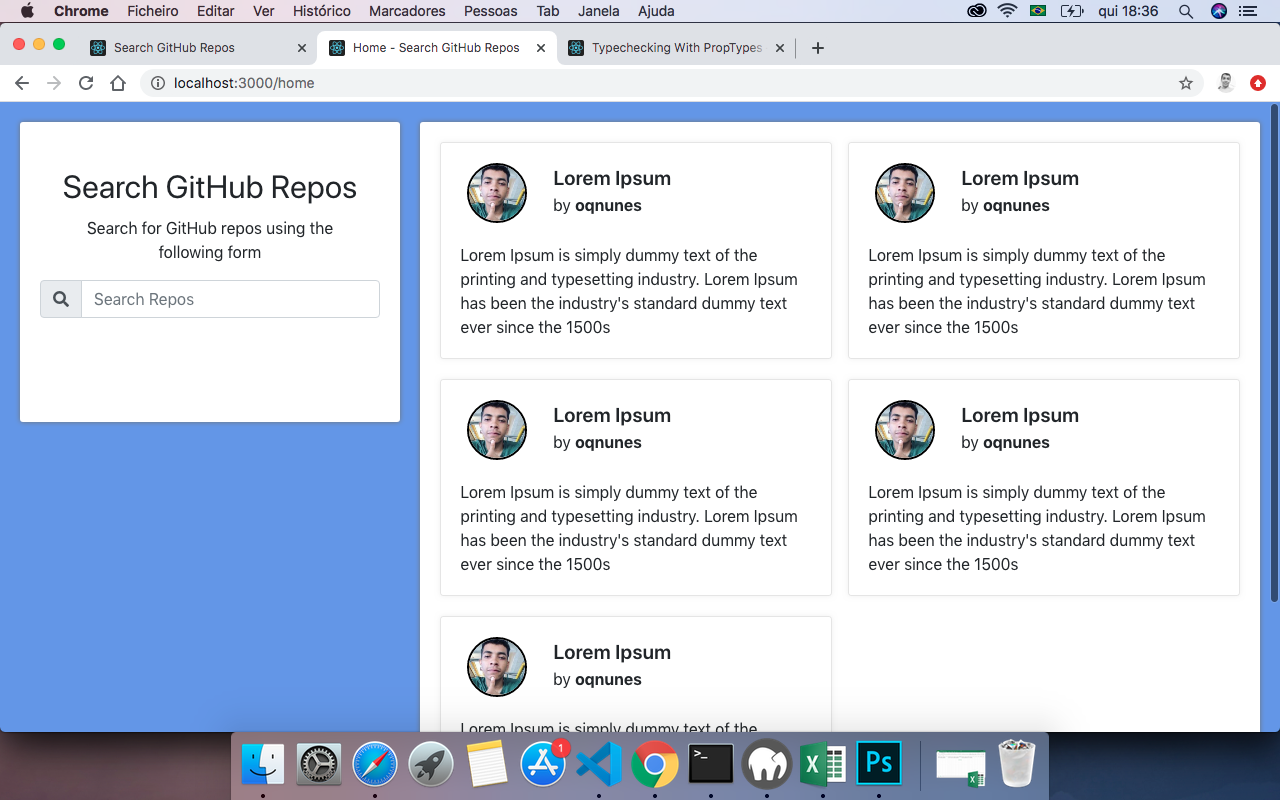 Chrome Ficheiro Editar Ver Histórico Marcadores Pessoas Tab Janela Ajuda qui 18:36
Search GitHub Repos
Home - Search GitHub Repos
Typechecking With PropTypes
localhost:3000/home
Search GitHub Repos
Search for GitHub repos using the
following form
Search Repos
Lorem Ipsum
by oqnunes
Lorem Ipsum is simply dummy text of the
printing and typesetting industry. Lorem Ipsum
has been the industry's standard dummy text
ever since the 1500s
Lorem Ipsum
by oqnunes
Lorem Ipsum is simply dummy text of the
printing and typesetting industry. Lorem Ipsum
has been the industry's standard dummy text
ever since the 1500s
Lorem Ipsum
by oqnunes
Lorem Ipsum is simply dummy text of the
printing and typesetting industry. Lorem Ipsum
has been the industry's standard dummy text
ever since the 1500s
Lorem Ipsum
by oqnunes
Lorem Ipsum is simply dummy text of the
printing and typesetting industry. Lorem Ipsum
has been the industry's standard dummy text
ever since the 1500s
Lorem Ipsum
by oqnunes
Lorem Ipsum is simply dummy text of the
1
>_
X
Ps